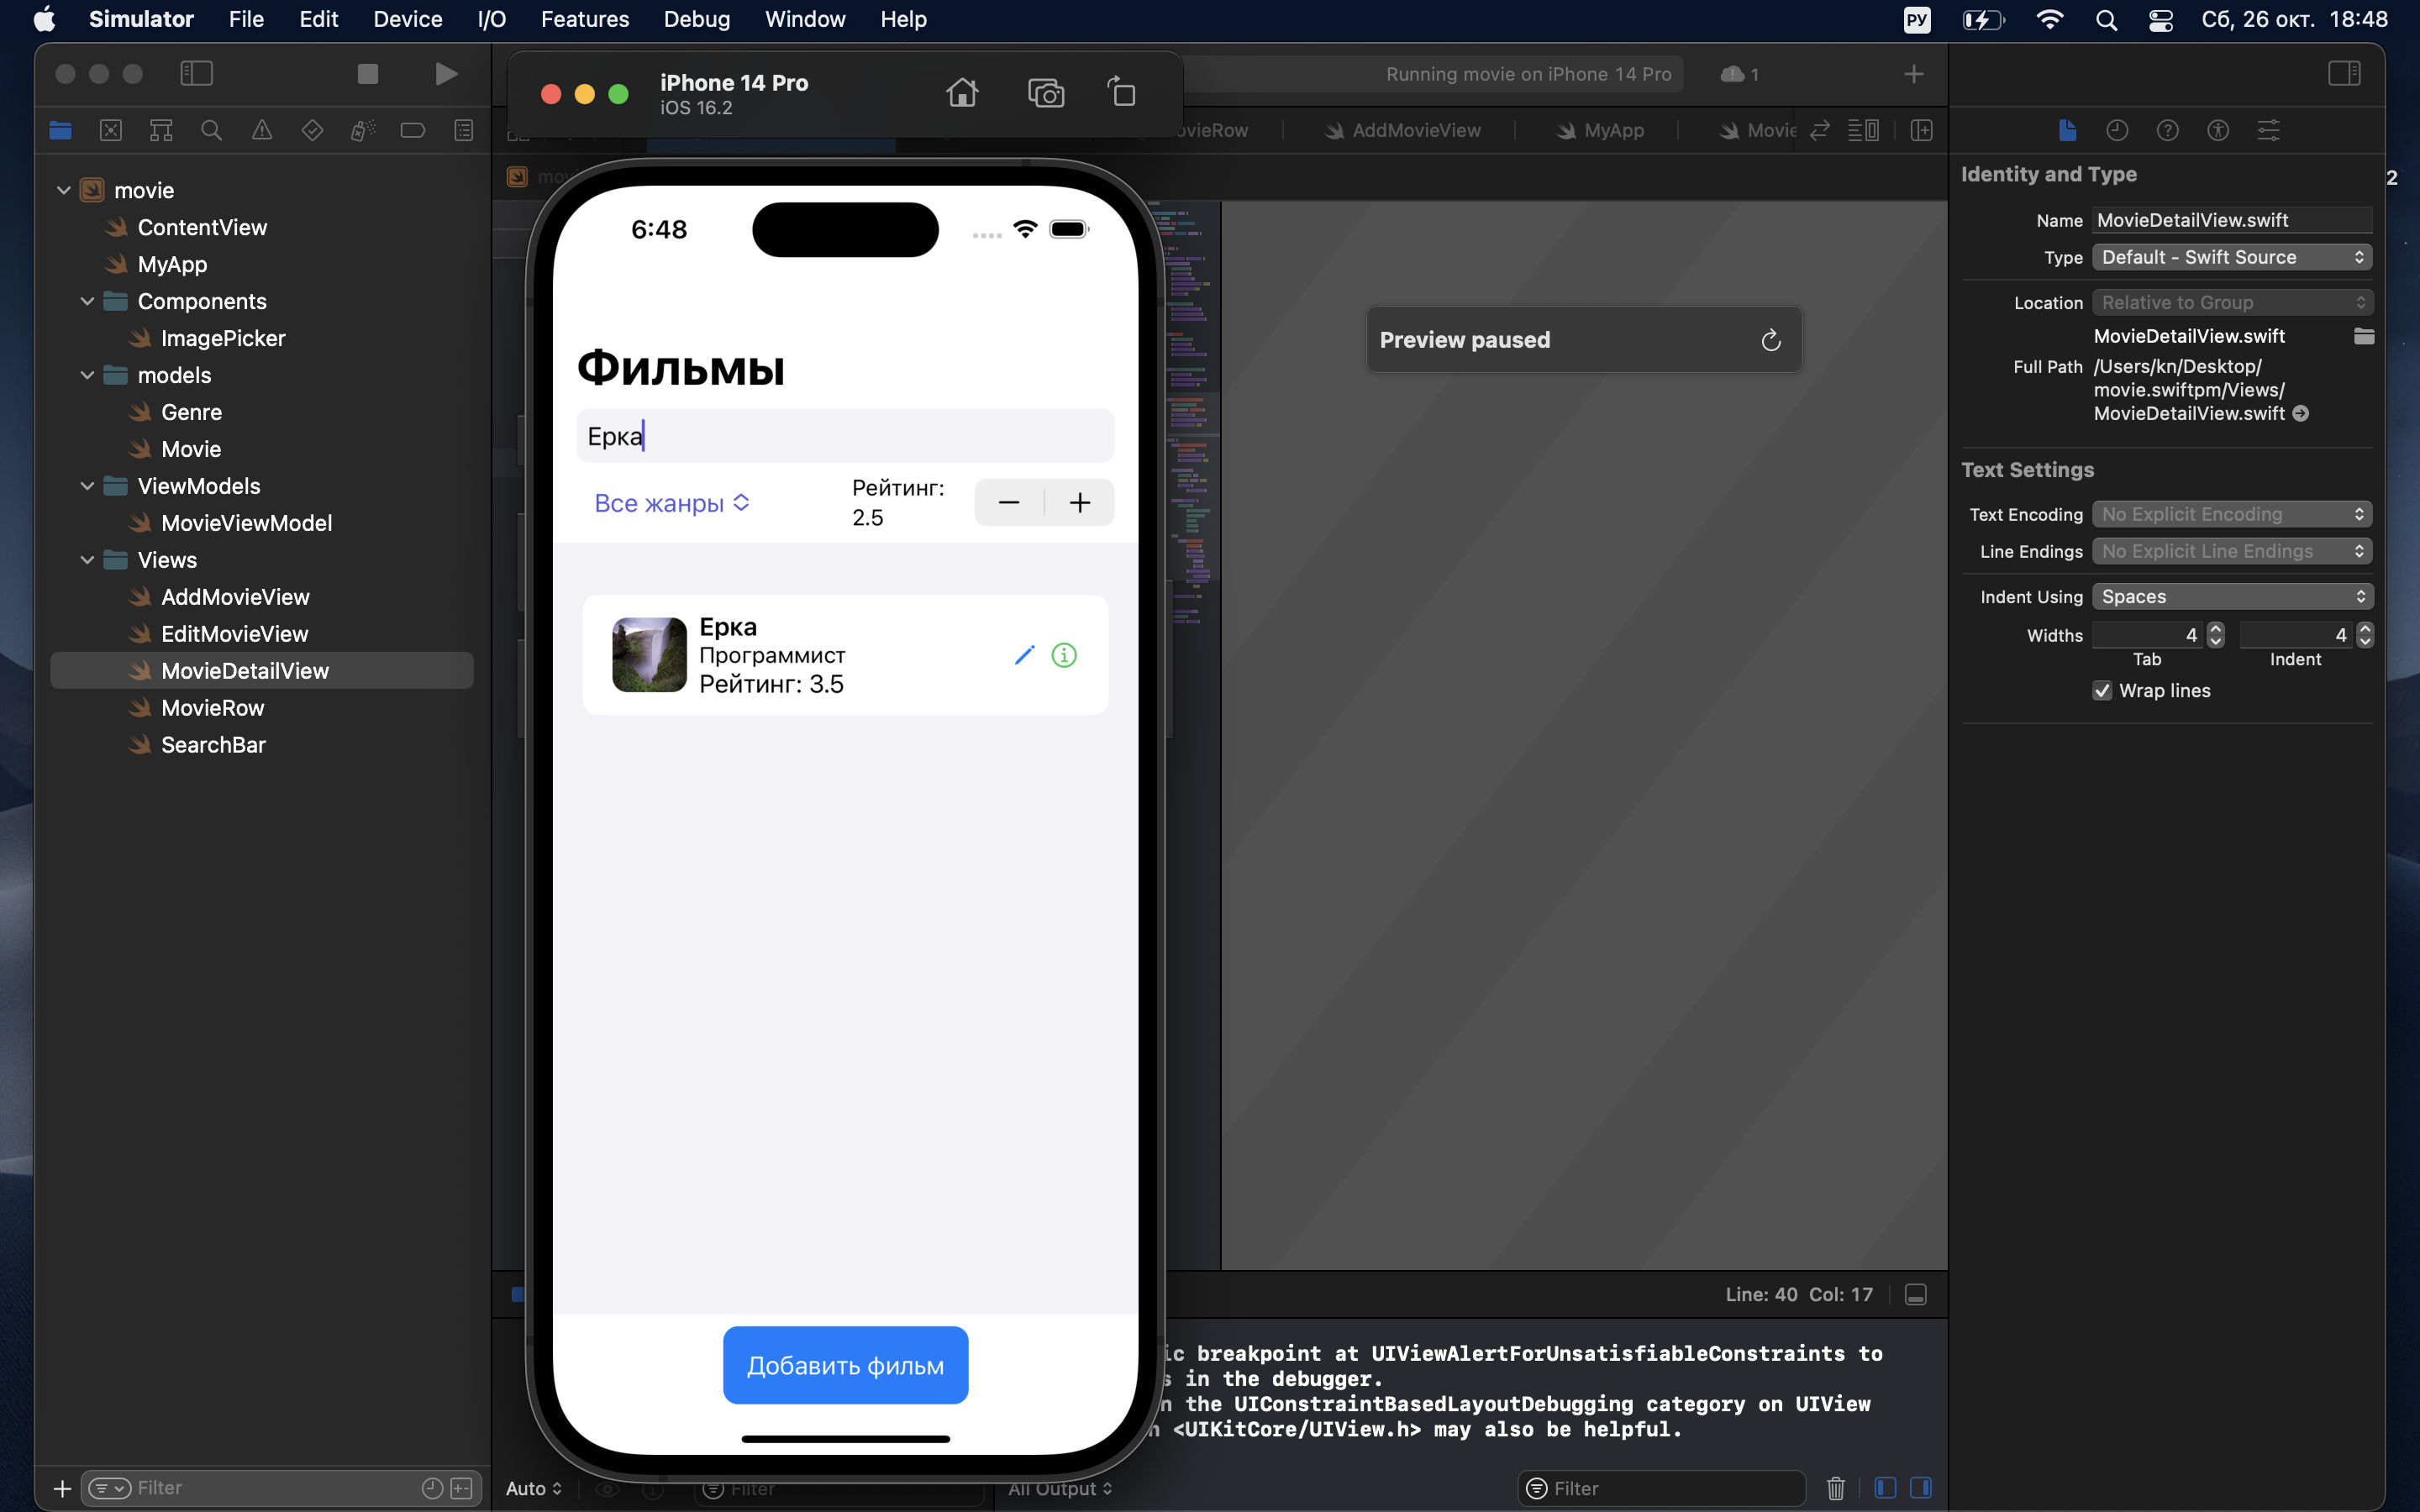 Simulator File Edit Device I/O Features Debug Window Help
РУ Сб, 26 окт. 18:48
iPhone 14 Pro
iOS 16.2
Running movie on iPhone 14 Pro
1
AddMovieView
MyApp
movie
ContentView
MyApp
Components
ImagePicker
models
Genre
Movie
ViewModels
MovieViewModel
Views
AddMovieView
EditMovieView
MovieDetailView
MovieRow
SearchBar
Filter
6:48
Фильмы
Ерка
Все жанры
Рейтинг:
2.5
Ерка
Программист
Рейтинг: 3.5
Добавить фильм
Preview paused
Line: 40 Col: 17
breakpoint at UIViewAlertForUnsatisfiableConstraints to
in the debugger.
the UIConstraintBasedLayoutDebugging category on UIView
<UIKitCore/UIView.h> may also be helpful.
Auto
Filter
All Output
Filter
Identity and Type
2
Name MovieDetailView.swift
Type Default - Swift Source
Location Relative to Group
MovieDetailView.swift
Full Path /Users/kn/Desktop/
movie.swiftpm/Views/
MovieDetailView.swift
Text Settings
Text Encoding No Explicit Encoding
Line Endings No Explicit Line Endings
Indent Using Spaces
Widths 4 4
Tab Indent
Wrap lines